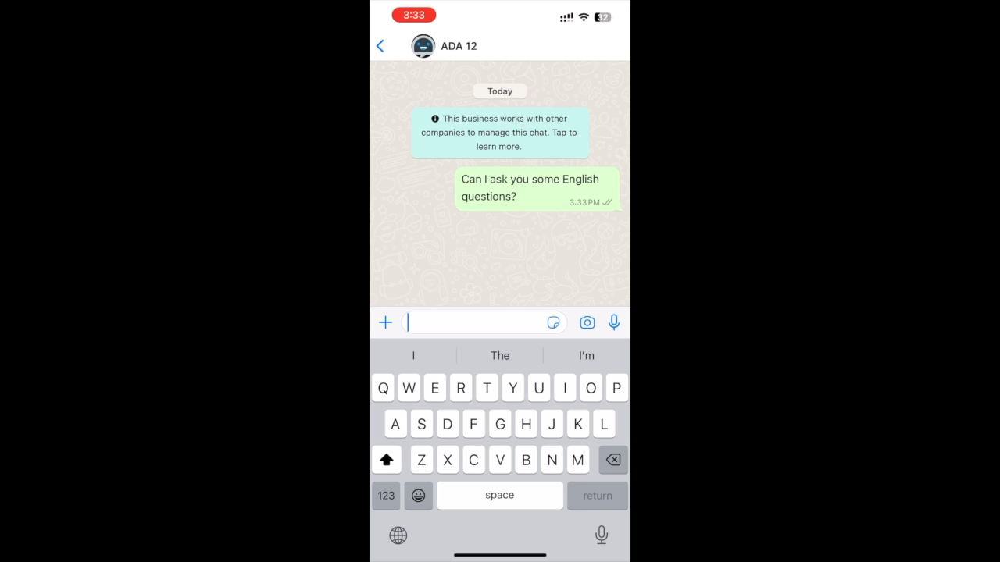 3:33
32
ADA 12
Today
This business works with other
companies to manage this chat. Tap to
learn more.
Can I ask you some English
questions?
3:33 PM
I The I'm
Q W E R T Y U I O P
A S D F G H J K L
Z X C V B N M
123 space return